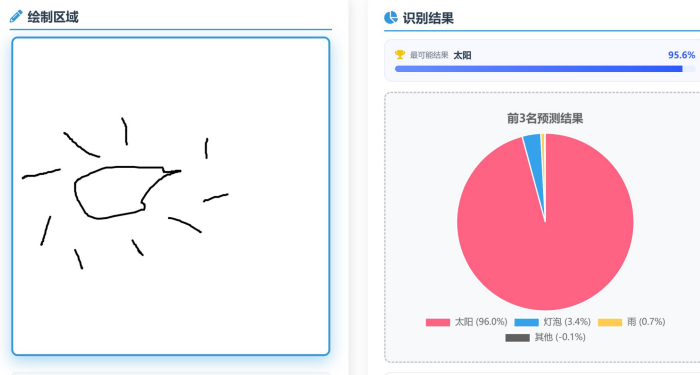 绘制区域
识别结果
最可能结果 太阳 95.6%
前3名预测结果
太阳 (96.0%) 灯泡 (3.4%) 雨 (0.7%)
其他 (-0.1%)